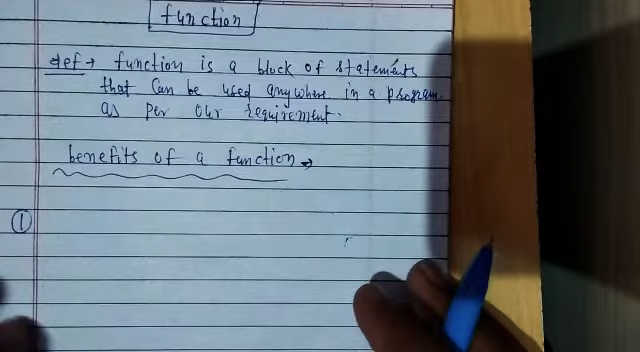 function
def → function is a block of statements
that can be used anywhere in a program
as per our requirement.
benefits of a function →
①